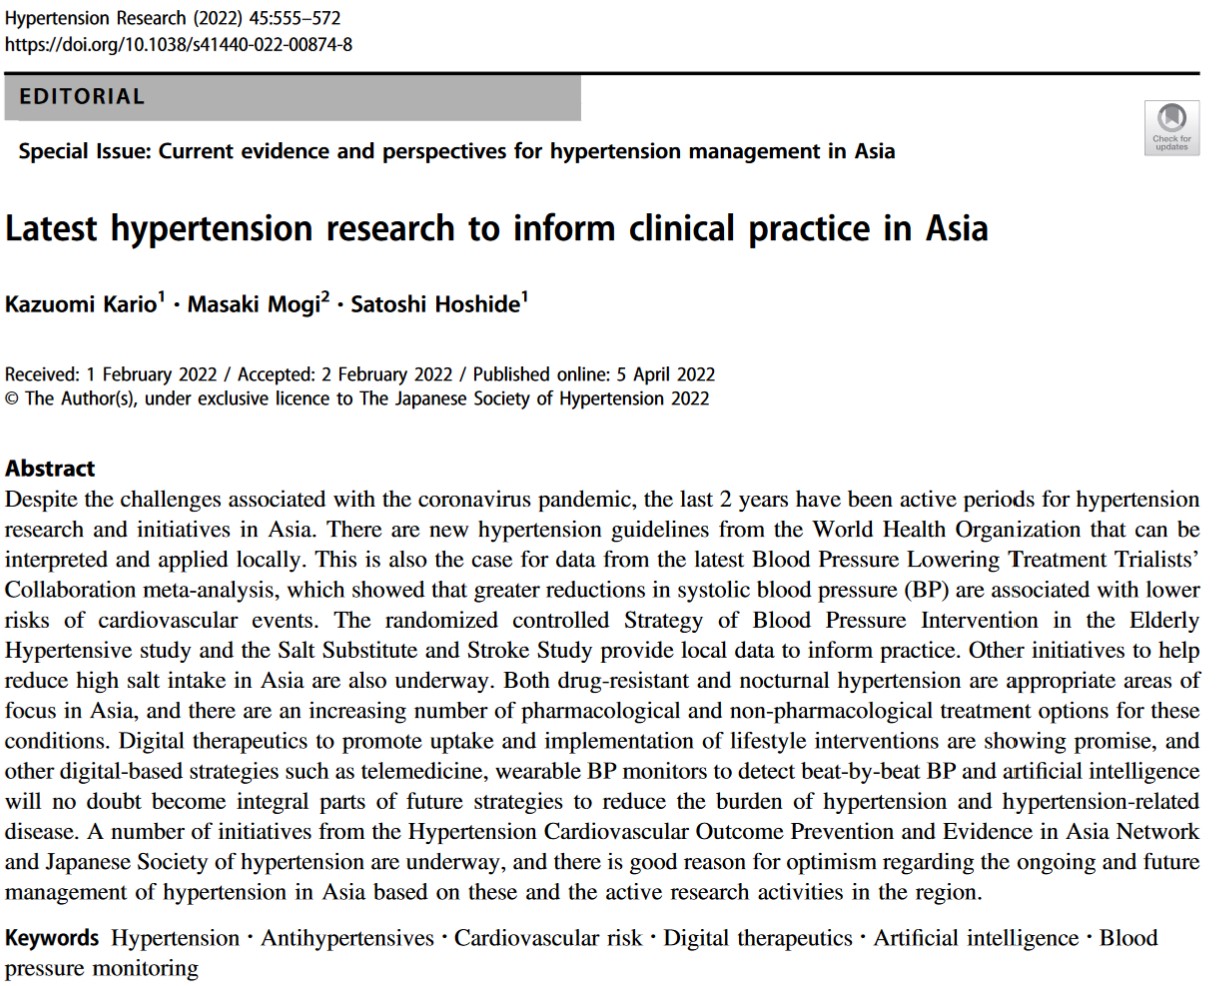 Hypertension Research (2022) 45:555–572
https://doi.org/10.1038/s41440-022-00874-8
EDITORIAL
Check for
updates
Special Issue: Current evidence and perspectives for hypertension management in Asia
Latest hypertension research to inform clinical practice in Asia
Kazuomi Kario1 · Masaki Mogi2 · Satoshi Hoshide1
Received: 1 February 2022 / Accepted: 2 February 2022 / Published online: 5 April 2022
© The Author(s), under exclusive licence to The Japanese Society of Hypertension 2022
Abstract
Despite the challenges associated with the coronavirus pandemic, the last 2 years have been active periods for hypertension
research and initiatives in Asia. There are new hypertension guidelines from the World Health Organization that can be
interpreted and applied locally. This is also the case for data from the latest Blood Pressure Lowering Treatment Trialists’
Collaboration meta-analysis, which showed that greater reductions in systolic blood pressure (BP) are associated with lower
risks of cardiovascular events. The randomized controlled Strategy of Blood Pressure Intervention in the Elderly
Hypertensive study and the Salt Substitute and Stroke Study provide local data to inform practice. Other initiatives to help
reduce high salt intake in Asia are also underway. Both drug-resistant and nocturnal hypertension are appropriate areas of
focus in Asia, and there are an increasing number of pharmacological and non-pharmacological treatment options for these
conditions. Digital therapeutics to promote uptake and implementation of lifestyle interventions are showing promise, and
other digital-based strategies such as telemedicine, wearable BP monitors to detect beat-by-beat BP and artificial intelligence
will no doubt become integral parts of future strategies to reduce the burden of hypertension and hypertension-related
disease. A number of initiatives from the Hypertension Cardiovascular Outcome Prevention and Evidence in Asia Network
and Japanese Society of hypertension are underway, and there is good reason for optimism regarding the ongoing and future
management of hypertension in Asia based on these and the active research activities in the region.
Keywords Hypertension · Antihypertensives · Cardiovascular risk · Digital therapeutics · Artificial intelligence · Blood
pressure monitoring